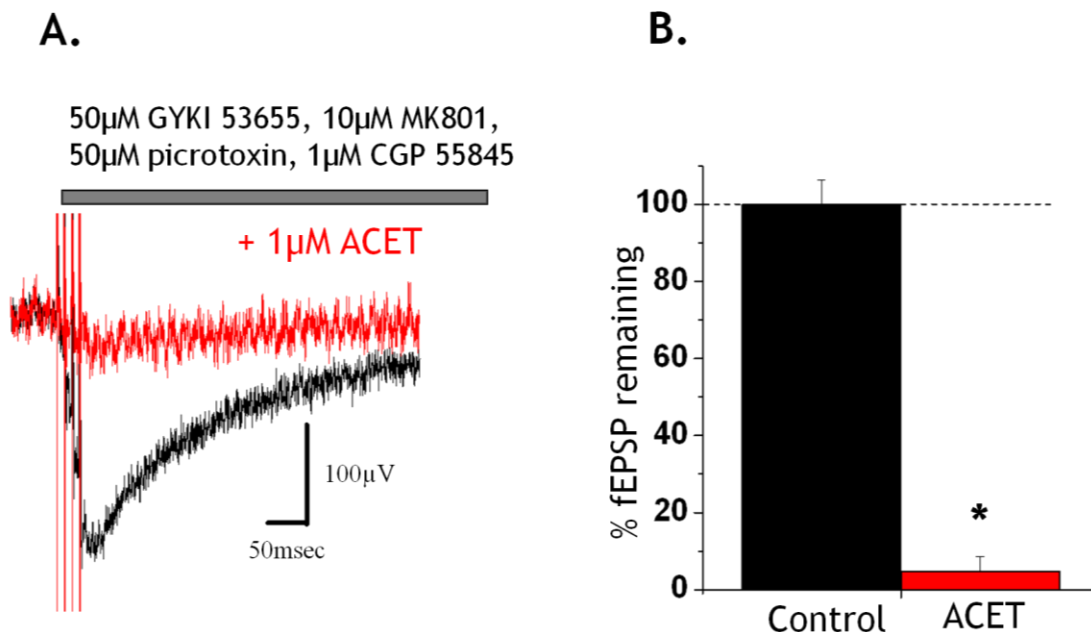 A.
50µM GYKI 53655, 10µM MK801,
50µM picrotoxin, 1µM CGP 55845
+ 1µM ACET
100µV
50msec
B.
% fEPSP remaining
100
80
60
40
20
0
*
Control
ACET